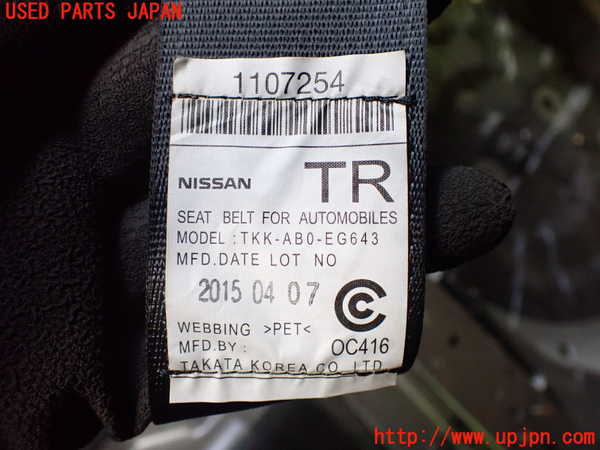 USED PARTS JAPAN
1107254
NISSAN TR
SEAT BELT FOR AUTOMOBILES
MODEL:TKK-AB0-EG643
MFD.DATE LOT NO
2015 04 07
WEBBING >PET<
MFD.BY: OC416
TAKATA KOREA CO.,LTD.
http://www.upjpn.com/